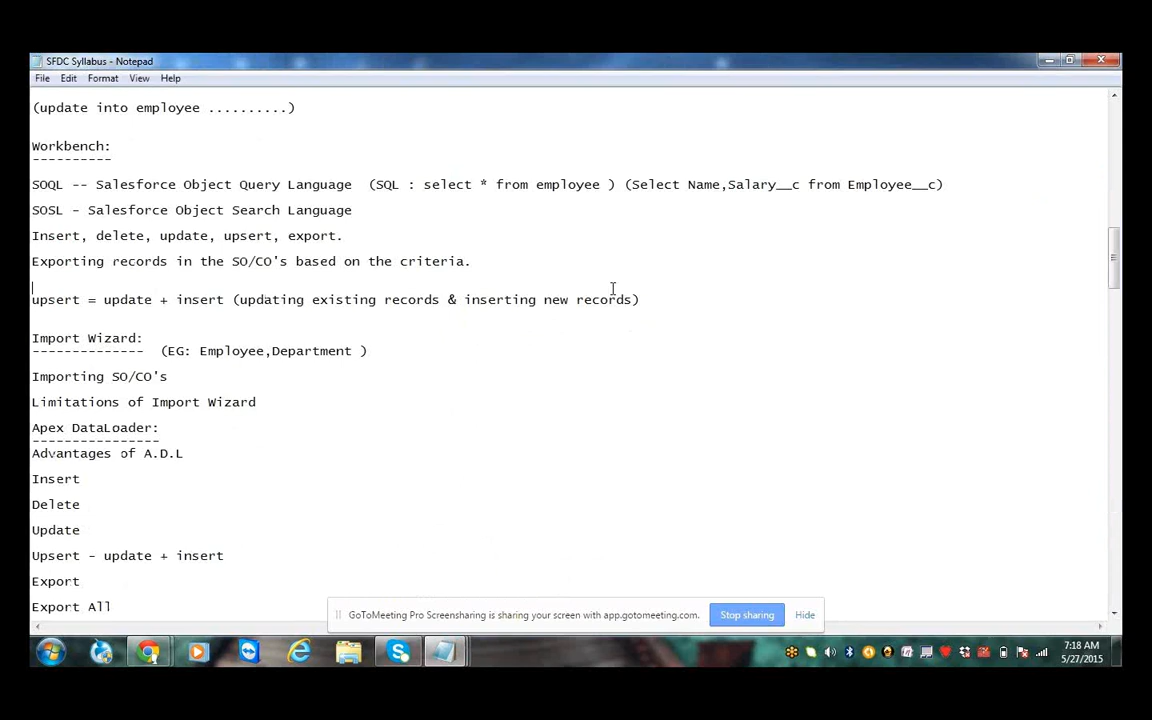 SFDC Syllabus - Notepad
File Edit Format View Help
(update into employee ..........)
Workbench:
----------
SOQL -- Salesforce Object Query Language (SQL : select * from employee ) (Select Name,Salary__c from Employee__c)
SOSL - Salesforce Object Search Language
Insert, delete, update, upsert, export.
Exporting records in the SO/CO's based on the criteria.
upsert = update + insert (updating existing records & inserting new records)
Import Wizard:
-------------- (EG: Employee,Department )
Importing SO/CO's
Limitations of Import Wizard
Apex DataLoader:
----------------
Advantages of A.D.L
Insert
Delete
Update
Upsert - update + insert
Export
Export All
GoToMeeting Pro Screensharing is sharing your screen with app.gotomeeting.com. Stop sharing Hide
7:18 AM
5/27/2015